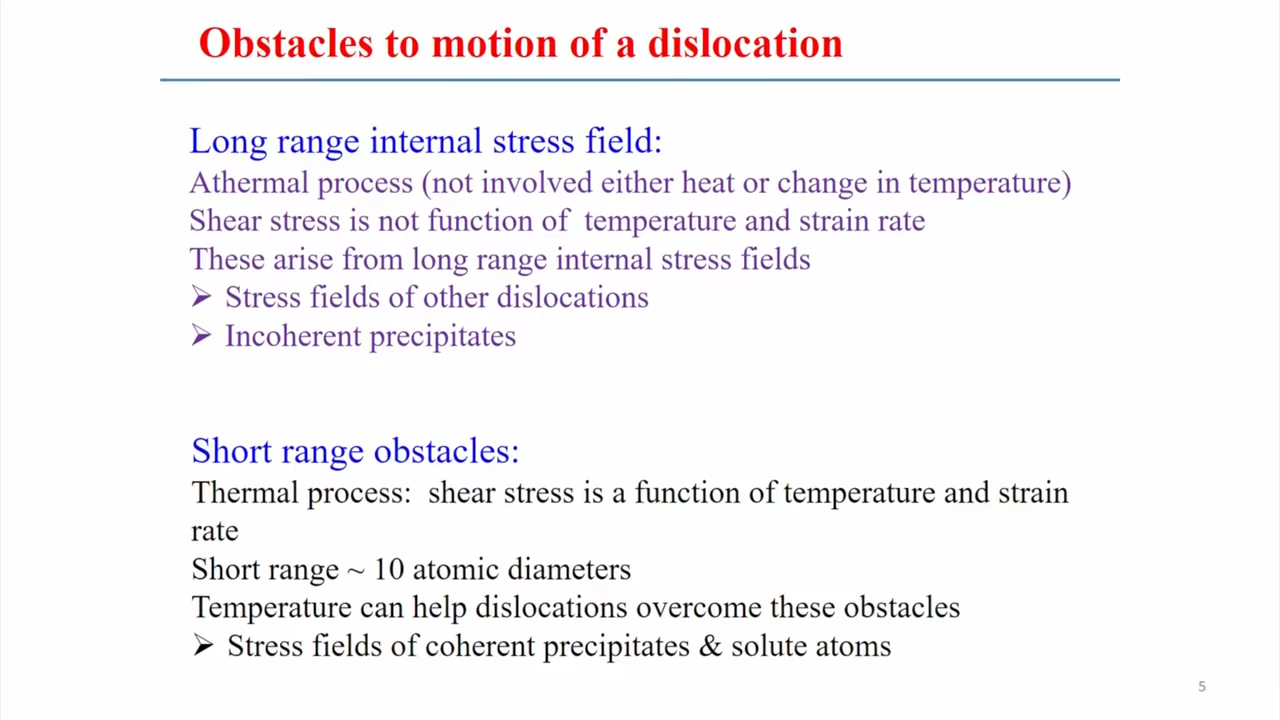 Obstacles to motion of a dislocation
Long range internal stress field:
Athermal process (not involved either heat or change in temperature)
Shear stress is not function of temperature and strain rate
These arise from long range internal stress fields
➢ Stress fields of other dislocations
➢ Incoherent precipitates
Short range obstacles:
Thermal process: shear stress is a function of temperature and strain
rate
Short range ~ 10 atomic diameters
Temperature can help dislocations overcome these obstacles
➢ Stress fields of coherent precipitates & solute atoms
5